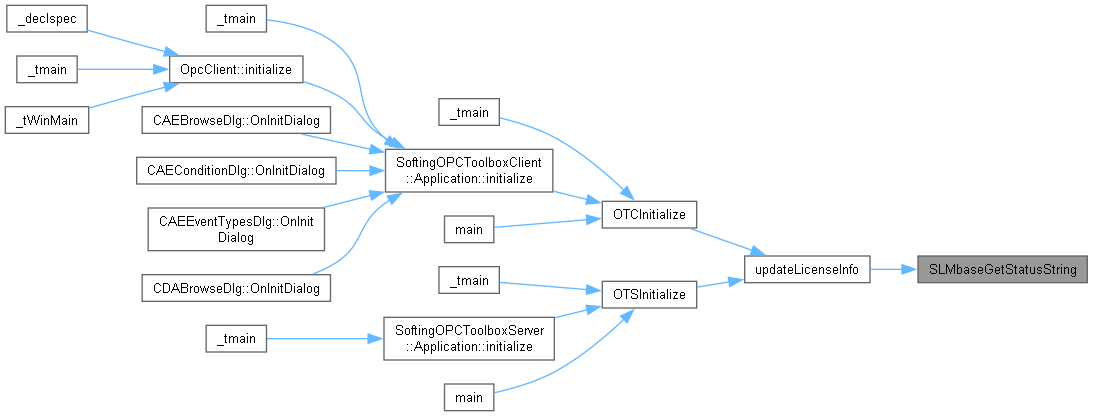 _declspec
_tmain
_tWinMain
OpcClient::initialize
_tmain
CAEBrowseDlg::OnInitDialog
CAEConditionDlg::OnInitDialog
CAEEventTypesDlg::OnInit
Dialog
CDABrowseDlg::OnInitDialog
_tmain
SoftingOPCToolboxClient
::Application::initialize
_tmain
main
_tmain
SoftingOPCToolboxServer
::Application::initialize
main
OTCInitialize
OTSInitialize
updateLicenseInfo
SLMbaseGetStatusString